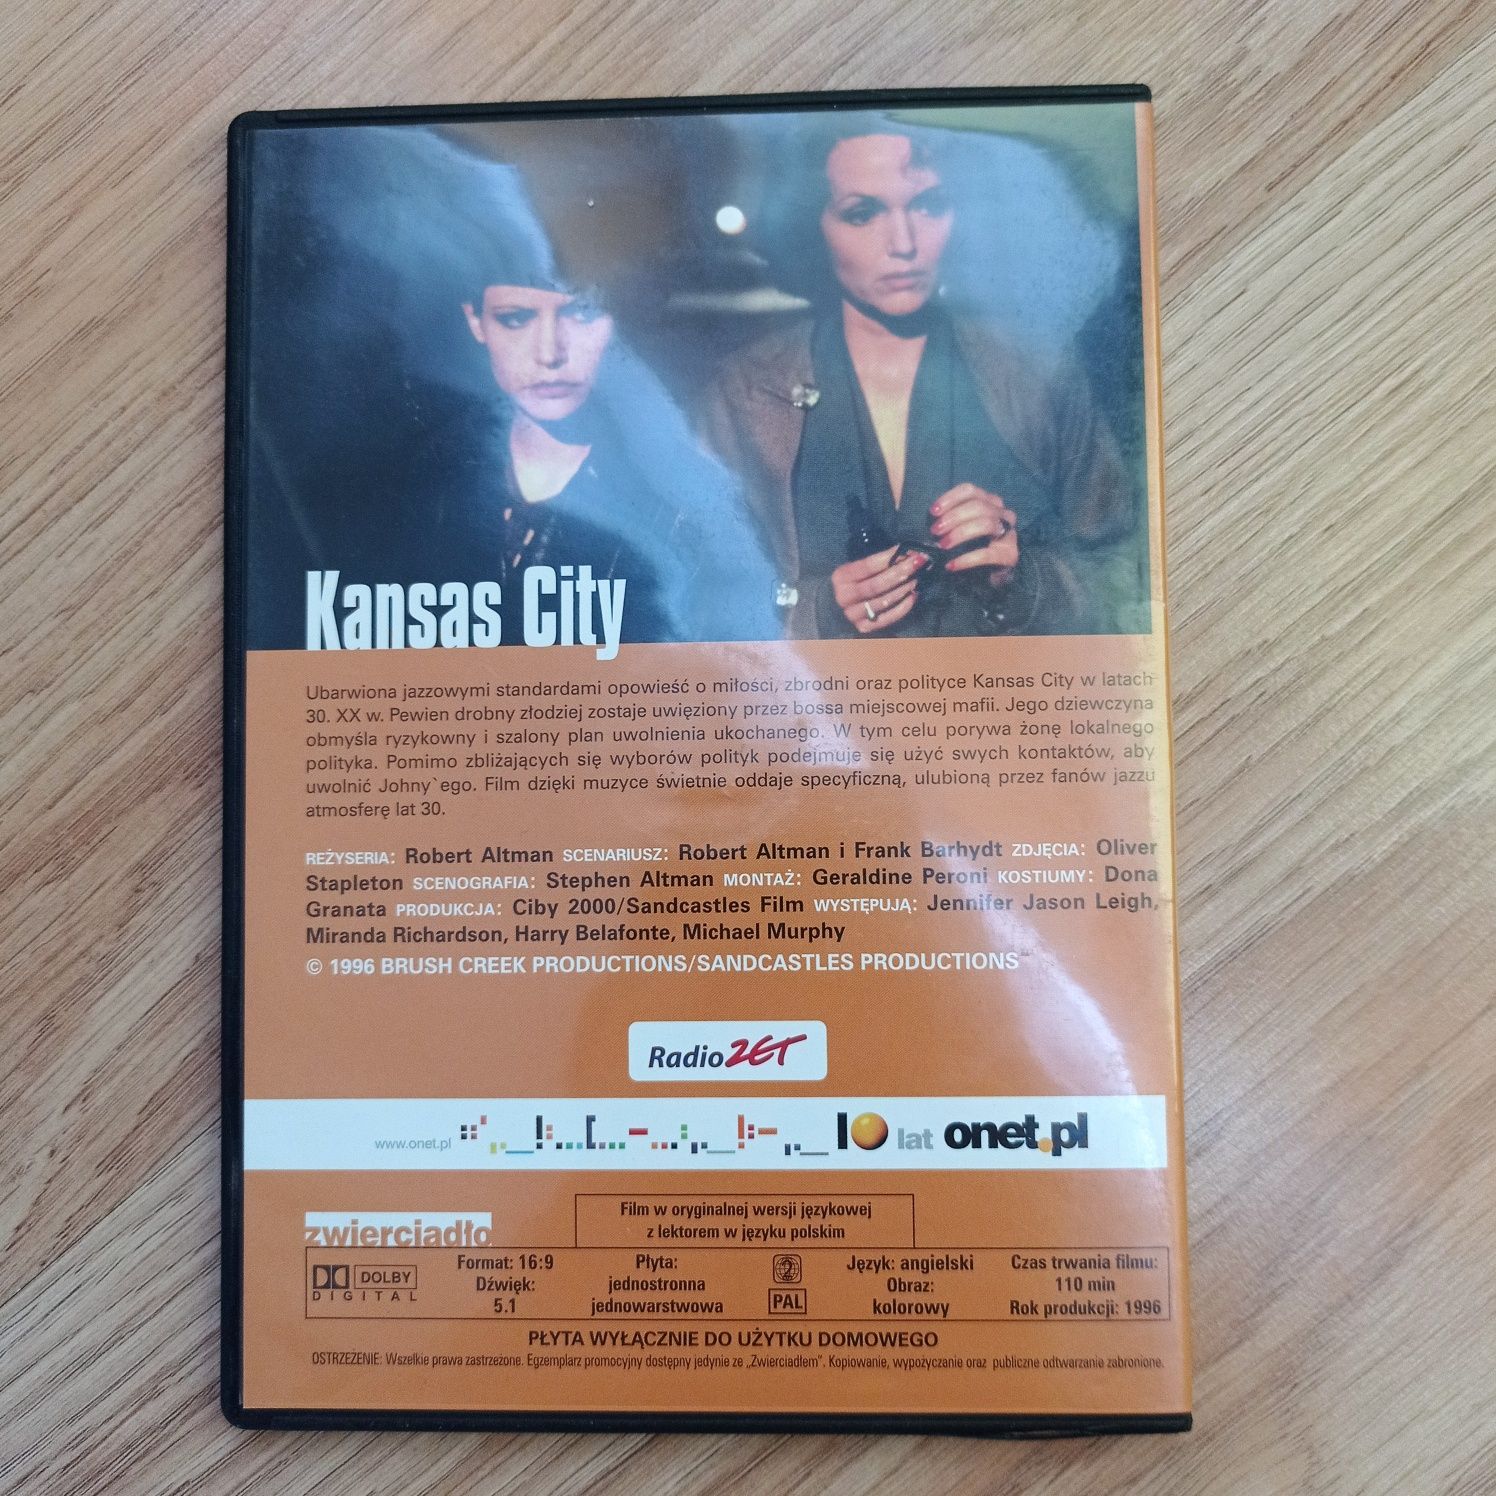 Kansas City
Ubarwiona jazzowymi standardami opowieść o miłości, zbrodni oraz polityce Kansas City w latach
30. XX w. Pewien drobny złodziej zostaje uwięziony przez bossa miejscowej mafii. Jego dziewczyna
obmyśla ryzykowny i szalony plan uwolnienia ukochanego. W tym celu porywa żonę lokalnego
polityka. Pomimo zbliżających się wyborów polityk podejmuje się użyć swych kontaktów, aby
uwolnić Johny`ego. Film dzięki muzyce świetnie oddaje specyficzną, ulubioną przez fanów jazzu
atmosferę lat 30.
REŻYSERIA: Robert Altman SCENARIUSZ: Robert Altman i Frank Barhydt ZDJĘCIA: Oliver
Stapleton SCENOGRAFIA: Stephen Altman MONTAŻ: Geraldine Peroni KOSTIUMY: Dona
Granata PRODUKCJA: Ciby 2000/Sandcastles Film WYSTĘPUJĄ: Jennifer Jason Leigh,
Miranda Richardson, Harry Belafonte, Michael Murphy
© 1996 BRUSH CREEK PRODUCTIONS/SANDCASTLES PRODUCTIONS
Radio ZET
www.onet.pl 10 lat onet.pl
zwierciadło
Film w oryginalnej wersji językowej
z lektorem w języku polskim
DOLBY
DIGITAL
Format: 16:9
Dźwięk:
5.1
Płyta:
jednostronna
jednowarstwowa
2
PAL
Język: angielski
Obraz:
kolorowy
Czas trwania filmu:
110 min
Rok produkcji: 1996
PŁYTA WYŁĄCZNIE DO UŻYTKU DOMOWEGO
OSTRZEŻENIE: Wszelkie prawa zastrzeżone. Egzemplarz promocyjny dostępny jedynie ze „Zwierciadłem”. Kopiowanie, wypożyczanie oraz publiczne odtwarzanie zabronione.